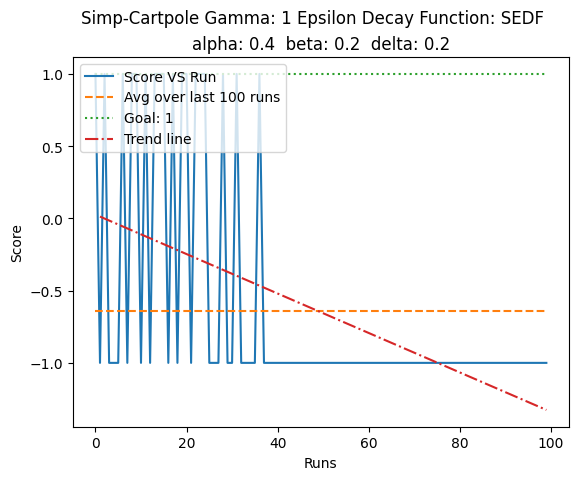 Simp-Cartpole Gamma: 1 Epsilon Decay Function: SEDF
alpha: 0.4 beta: 0.2 delta: 0.2
Score VS Run
Avg over last 100 runs
Goal: 1
Trend line
1.0
0.5
0.0
−0.5
−1.0
Score
0 20 40 60 80 100
Runs